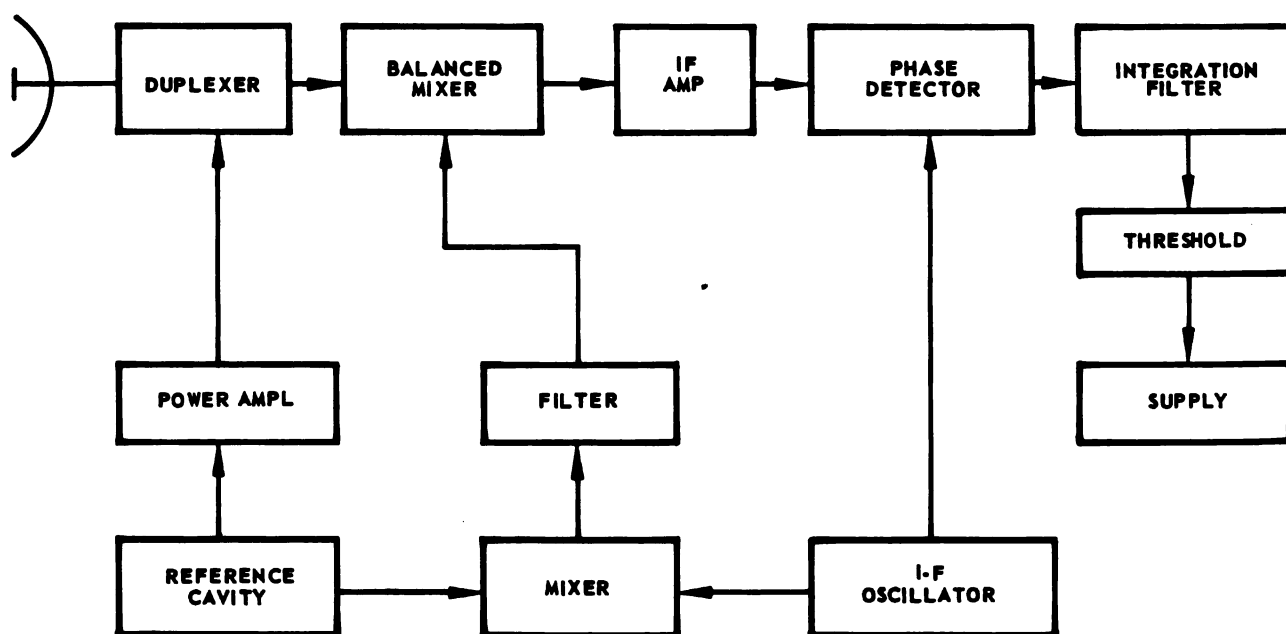 DUPLEXER
BALANCED
MIXER
IF
AMP
PHASE
DETECTOR
INTEGRATION
FILTER
THRESHOLD
POWER AMPL
FILTER
SUPPLY
REFERENCE
CAVITY
MIXER
I-F
OSCILLATOR